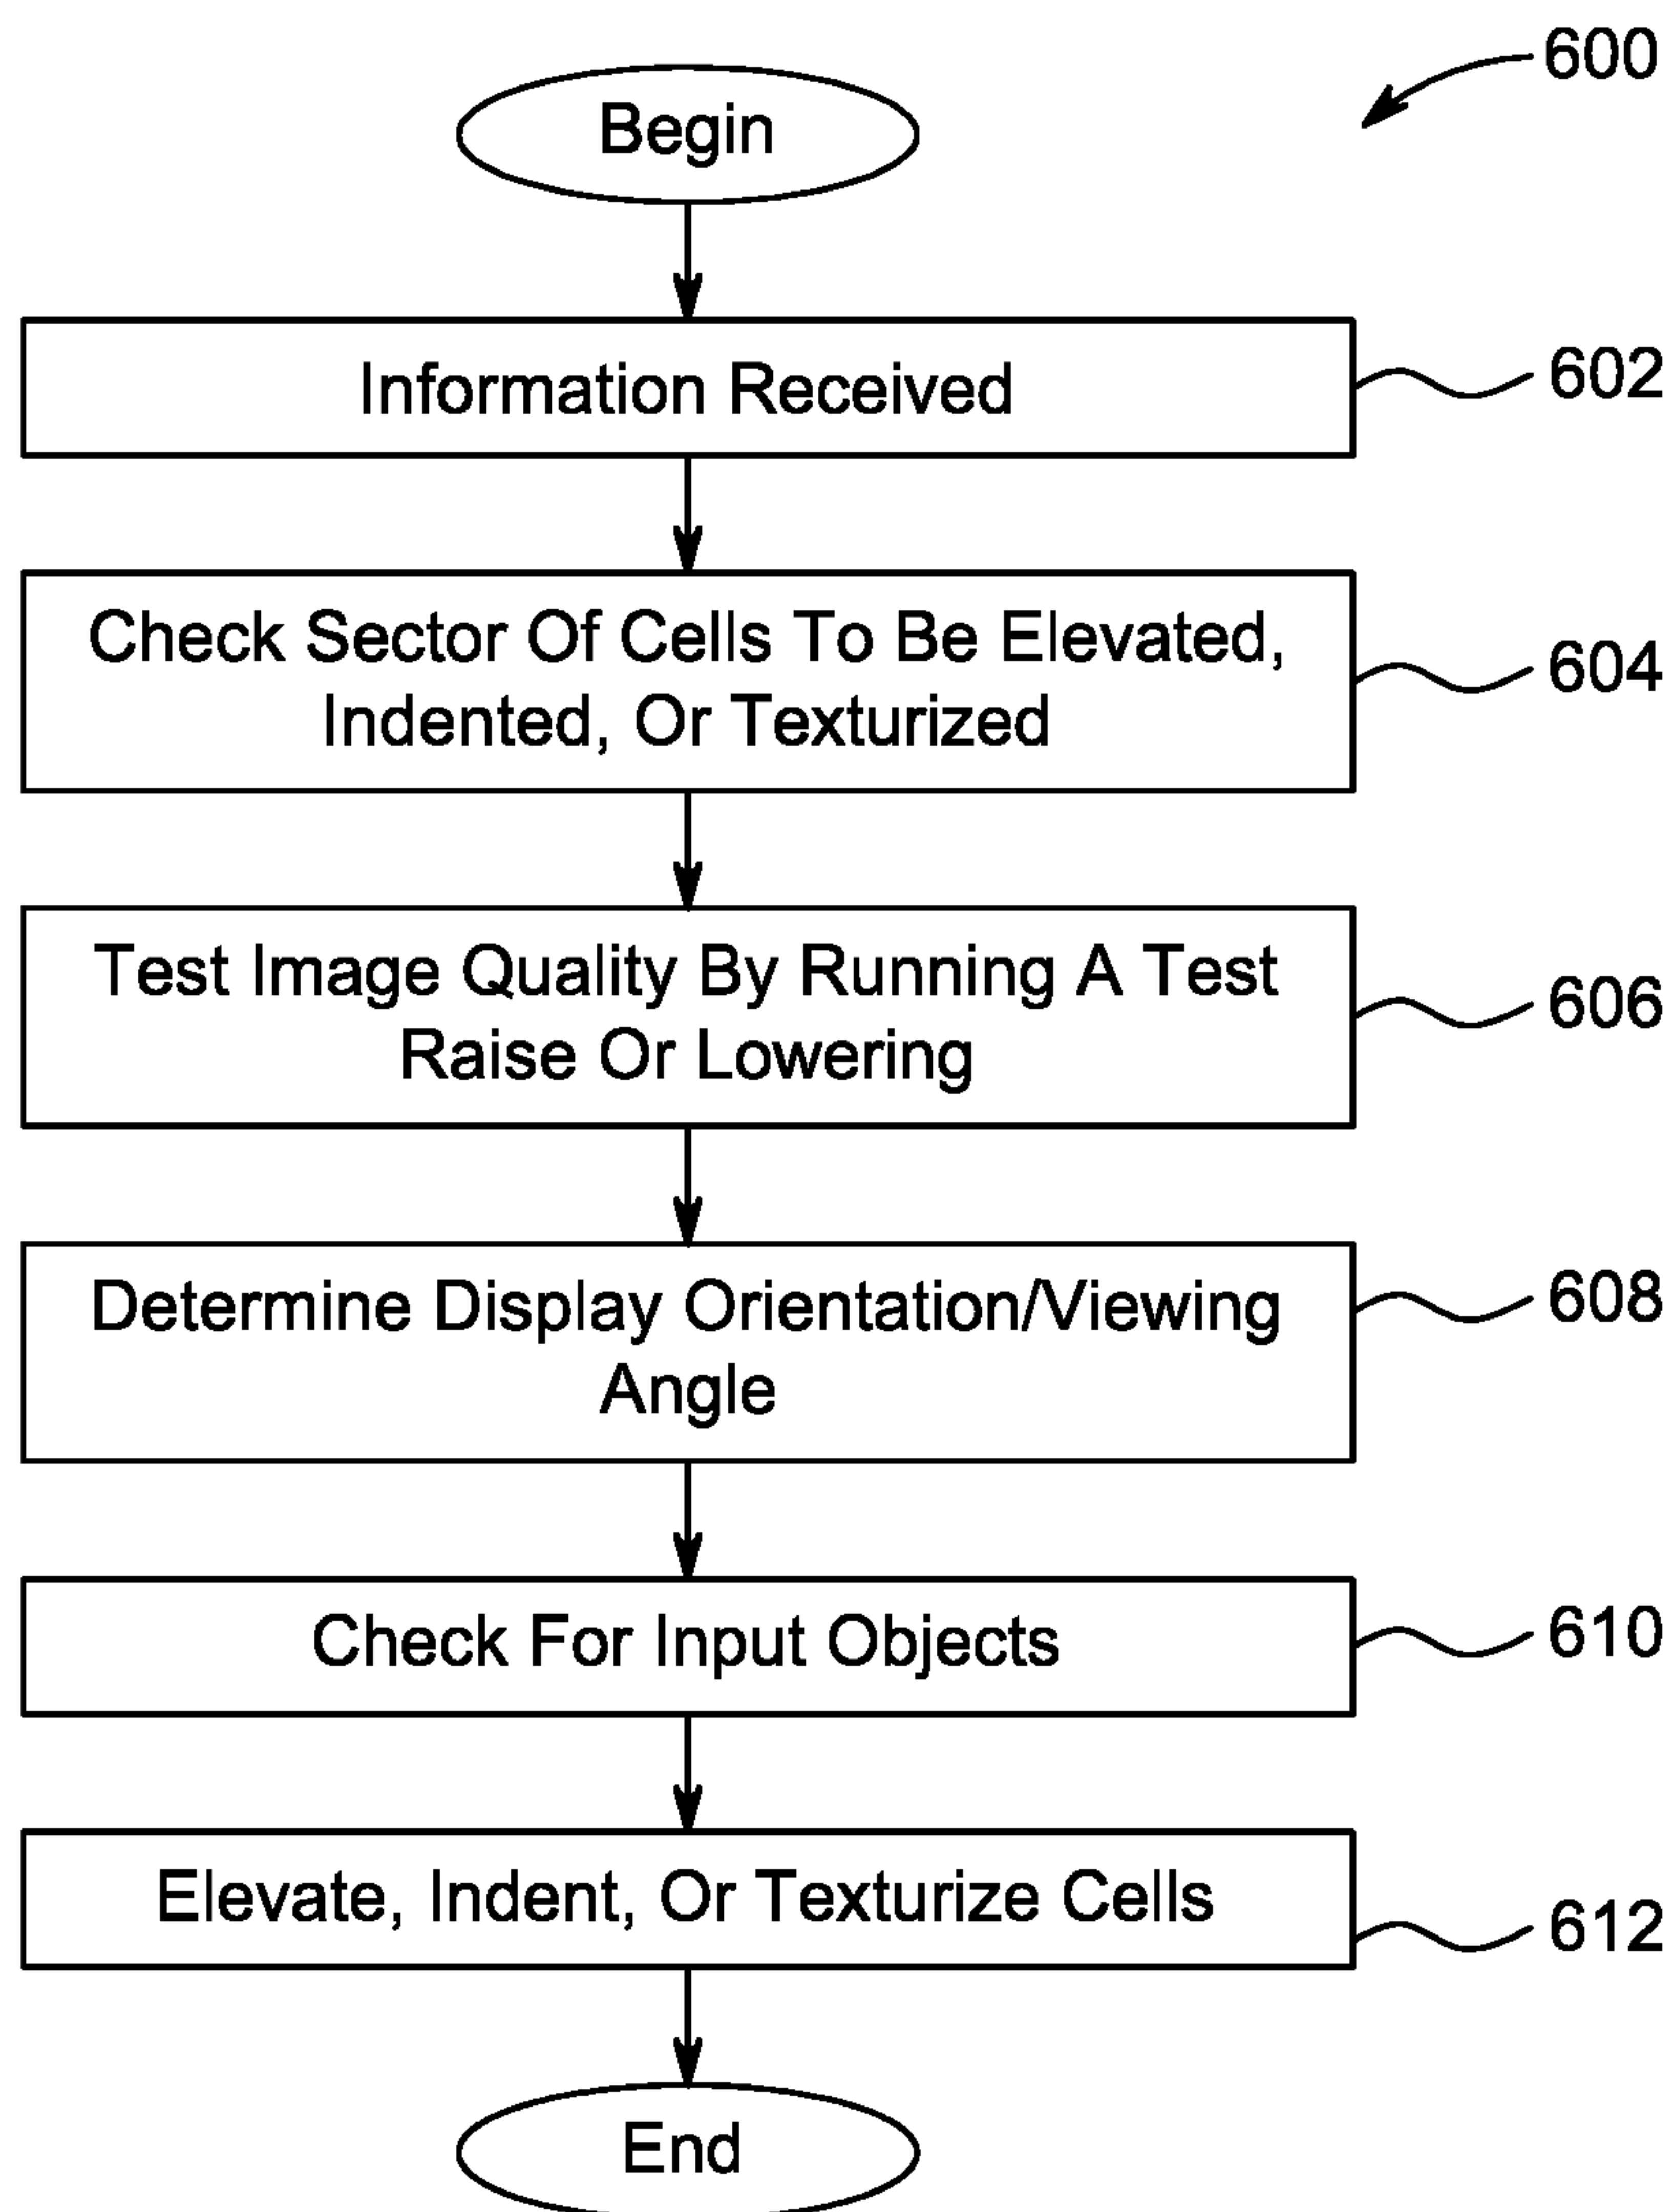 600
Begin
Information Received
602
Check Sector Of Cells To Be Elevated,
Indented, Or Texturized
604
Test Image Quality By Running A Test
Raise Or Lowering
606
Determine Display Orientation/Viewing
Angle
608
Check For Input Objects
610
Elevate, Indent, Or Texturize Cells
612
End